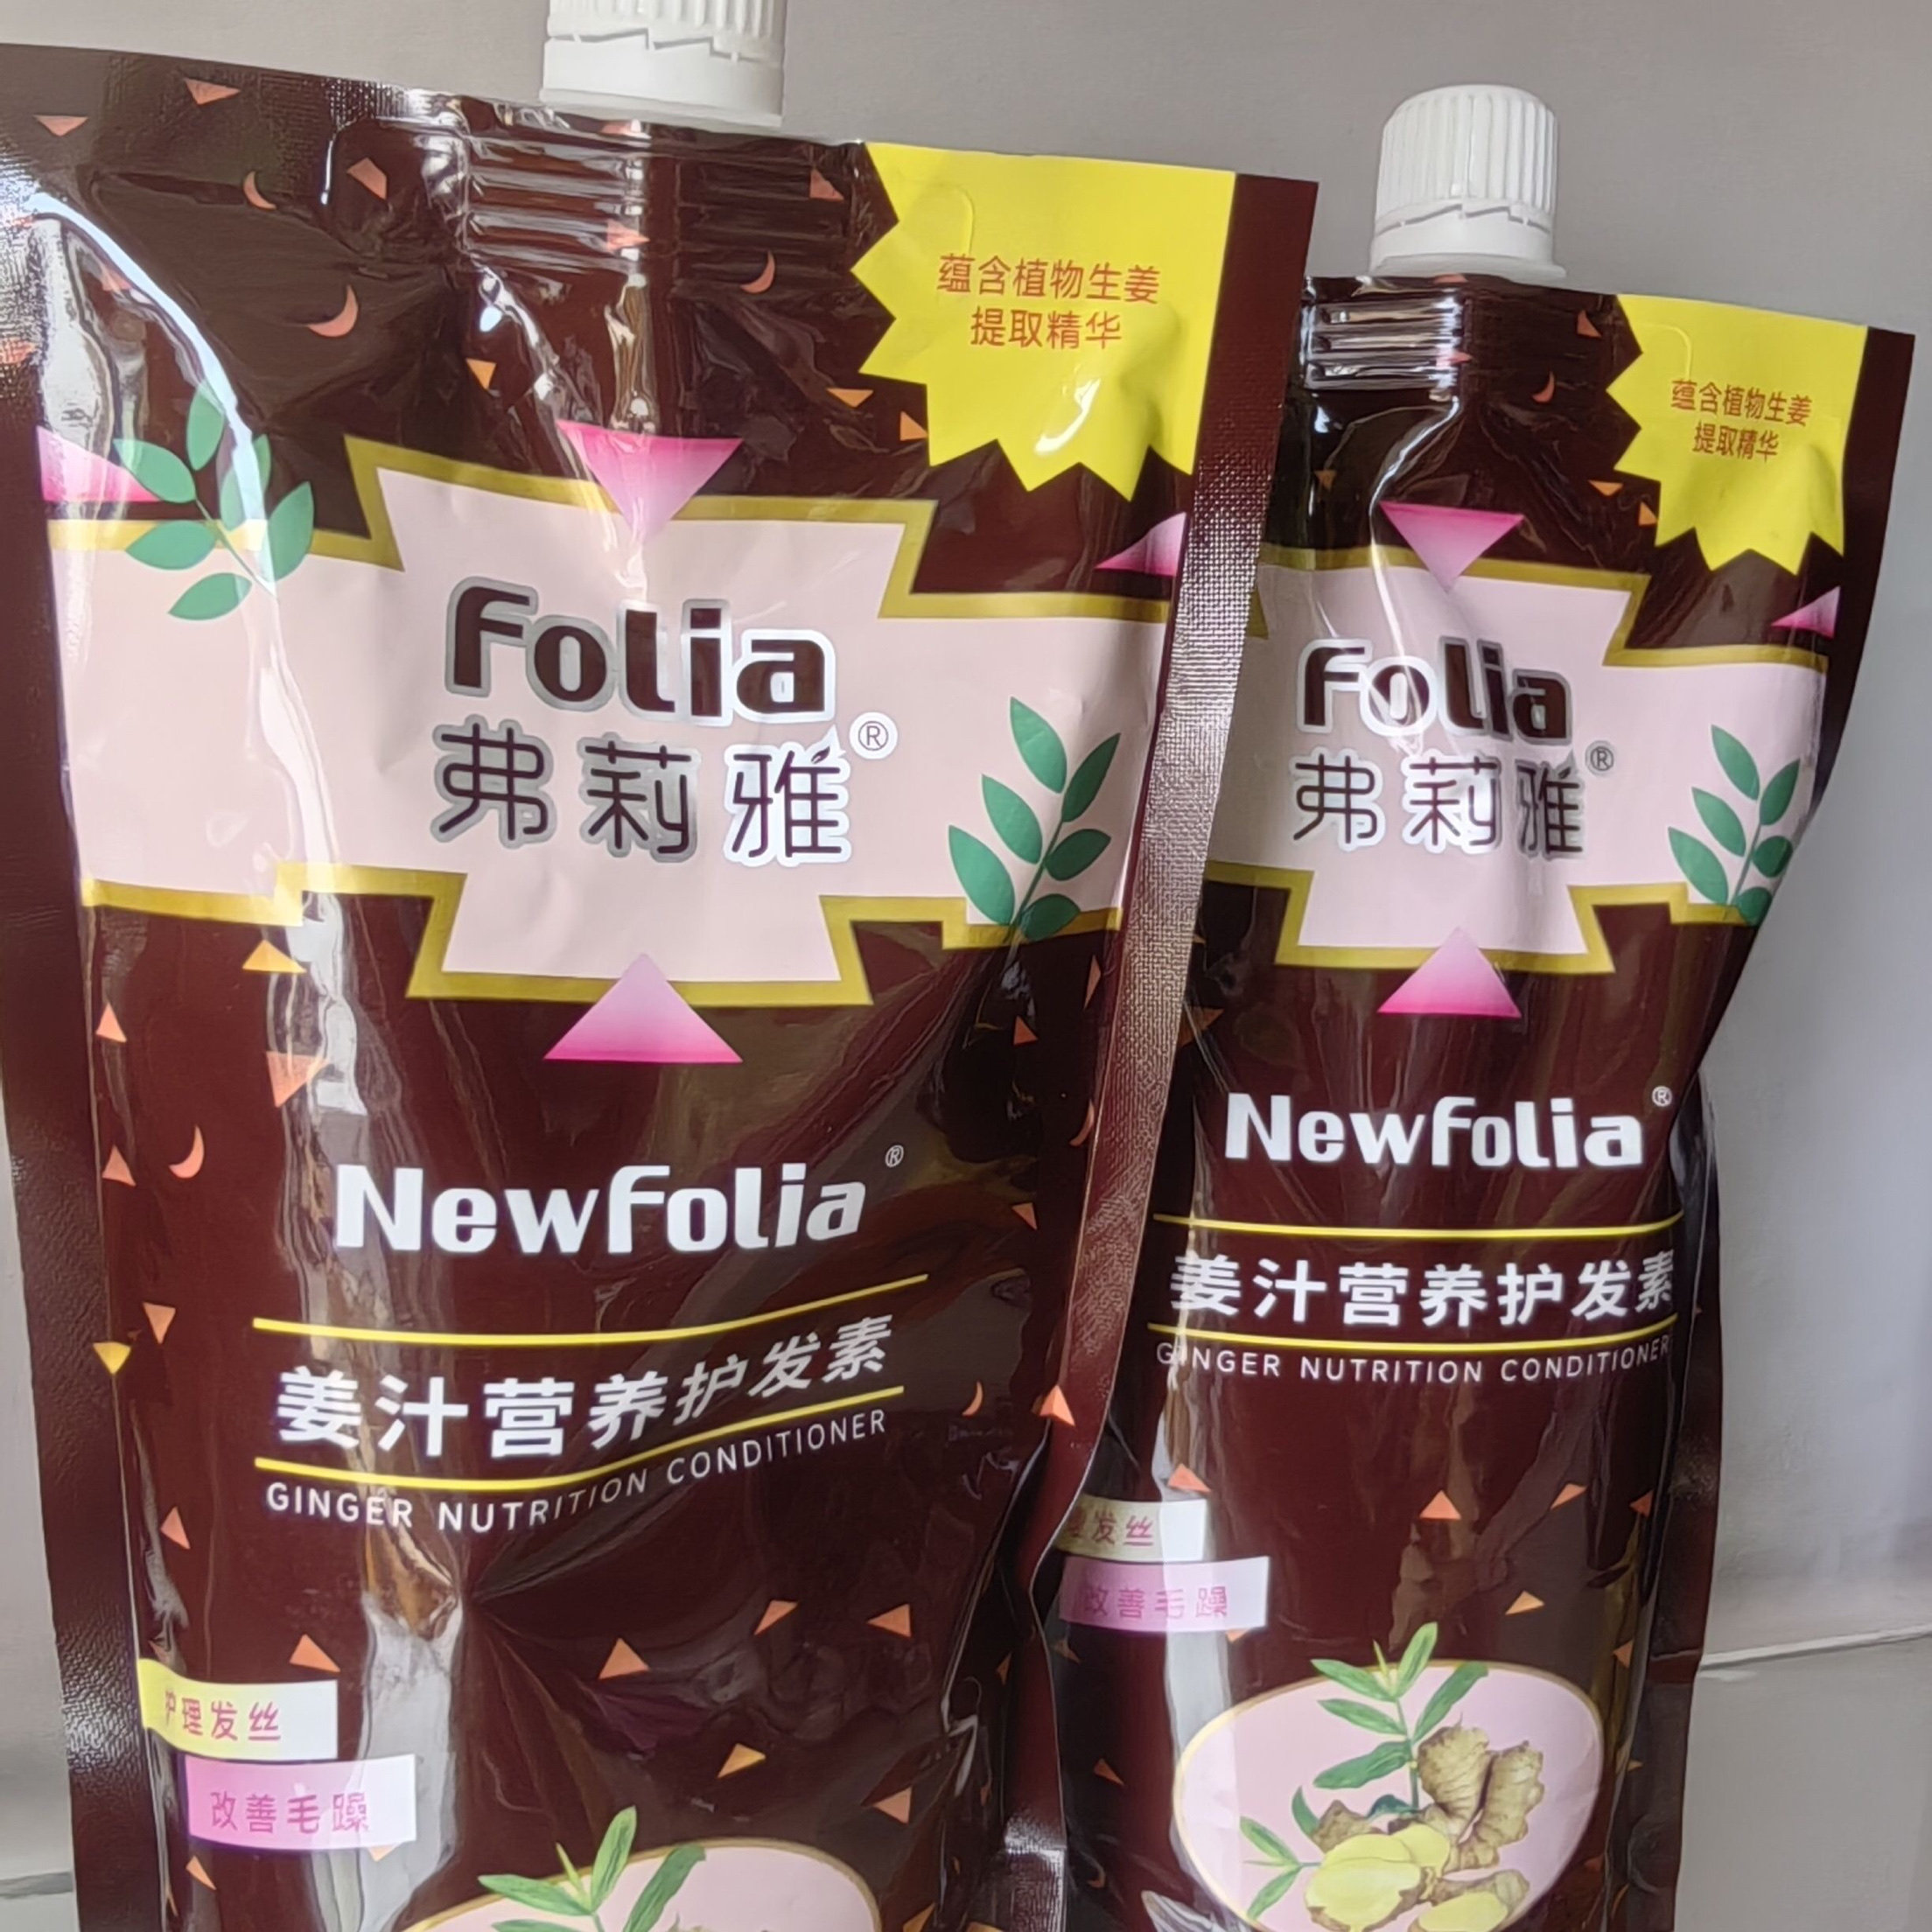 蕴含植物生姜
提取精华
Folia
弗莉雅®
Newfolia®
姜汁营养护发素
GINGER NUTRITION CONDITIONER
护理发丝
改善毛躁
蕴含植物生姜
提取精华
Folia
弗莉雅®
Newfolia®
姜汁营养护发素
GINGER NUTRITION CONDITIONER
理发丝
改善毛躁